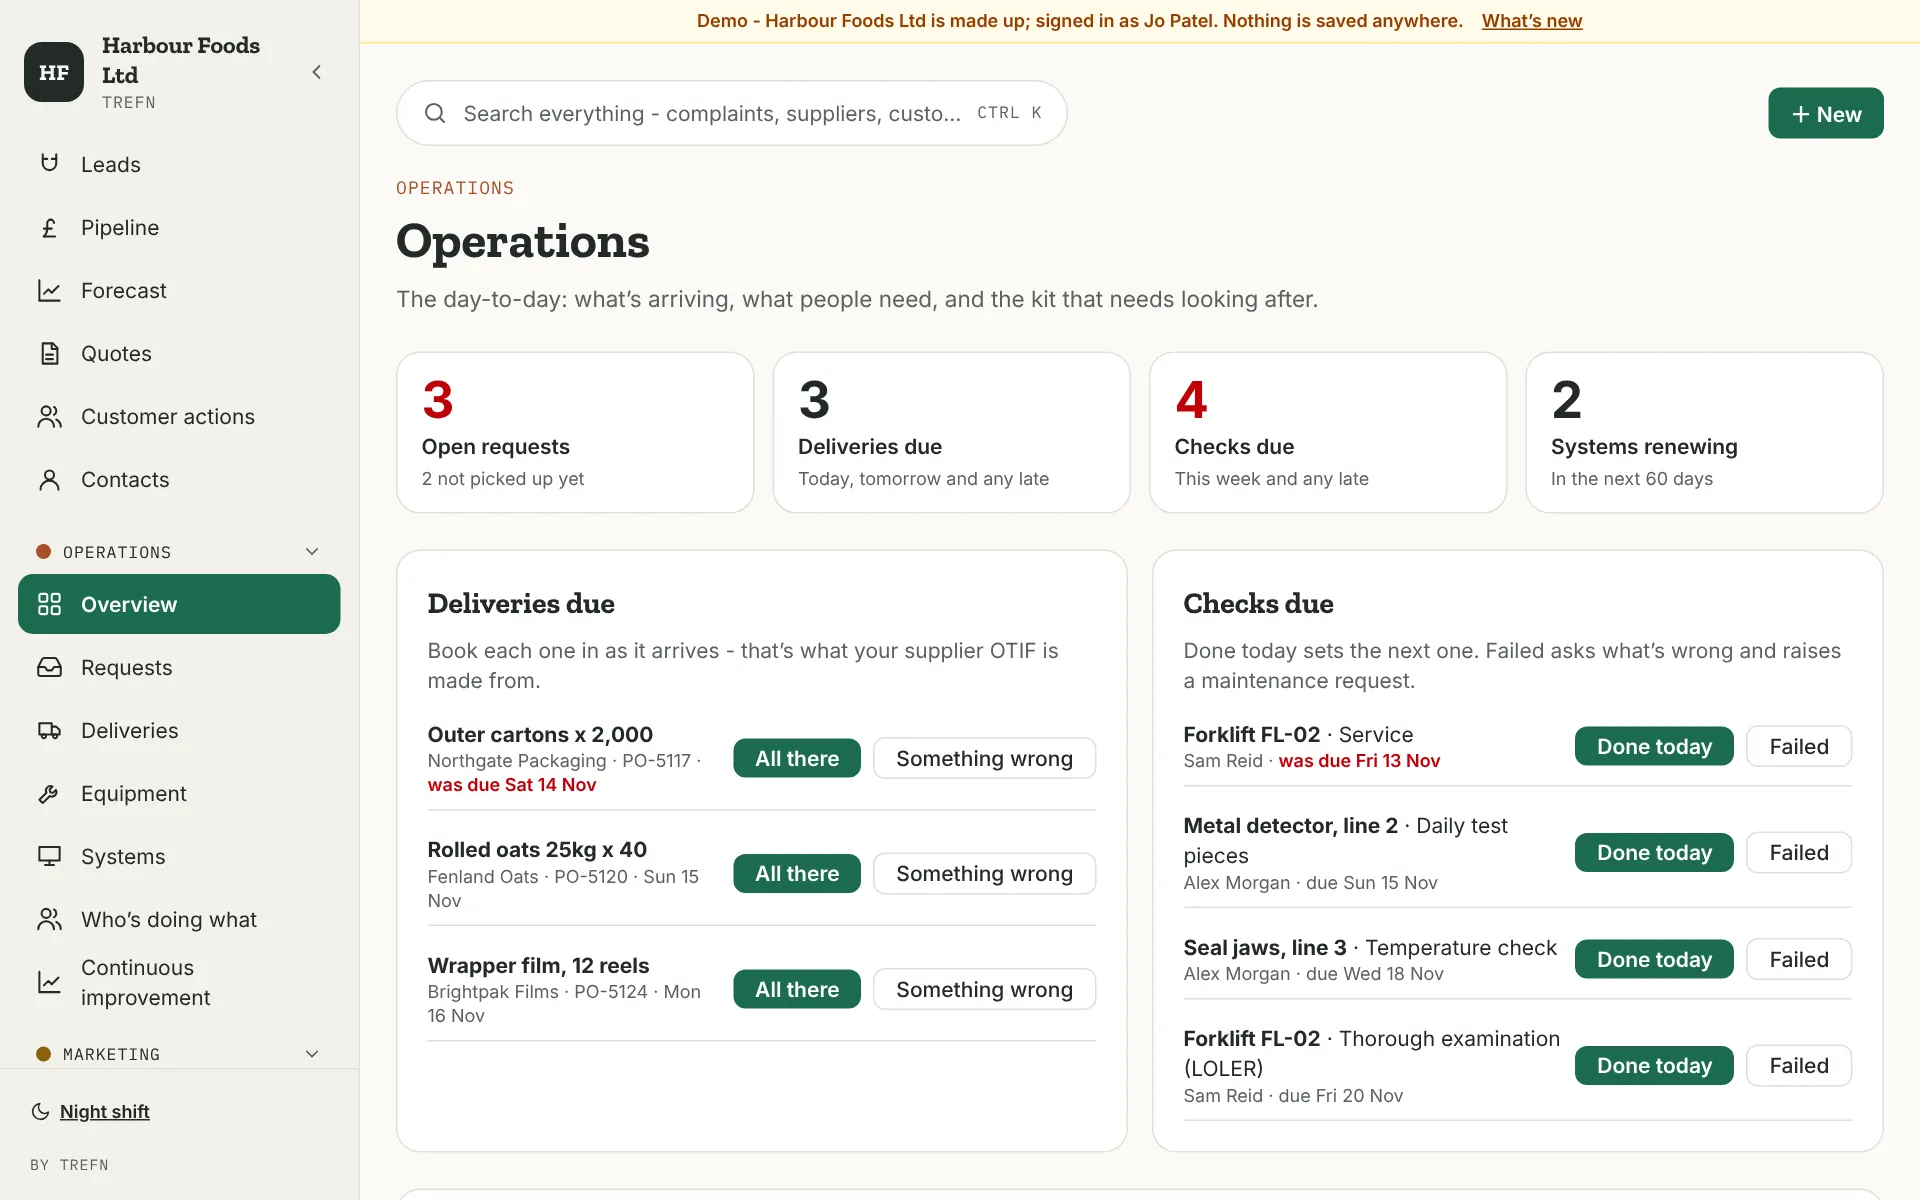 Demo - Harbour Foods Ltd is made up; signed in as Jo Patel. Nothing is saved anywhere. What's new
HF
Harbour Foods
Ltd
TREFN
Leads
Pipeline
Forecast
Quotes
Customer actions
Contacts
OPERATIONS
Overview
Requests
Deliveries
Equipment
Systems
Who's doing what
Continuous
improvement
MARKETING
Night shift
BY TREFN
Search everything - complaints, suppliers, custo... CTRL K
+ New
OPERATIONS
Operations
The day-to-day: what's arriving, what people need, and the kit that needs looking after.
3
Open requests
2 not picked up yet
3
Deliveries due
Today, tomorrow and any late
4
Checks due
This week and any late
2
Systems renewing
In the next 60 days
Deliveries due
Book each one in as it arrives - that's what your supplier OTIF is
made from.
Outer cartons x 2,000
Northgate Packaging · PO-5117 ·
was due Sat 14 Nov
All there
Something wrong
Rolled oats 25kg x 40
Fenland Oats · PO-5120 · Sun 15
Nov
All there
Something wrong
Wrapper film, 12 reels
Brightpak Films · PO-5124 · Mon
16 Nov
All there
Something wrong
Checks due
Done today sets the next one. Failed asks what's wrong and raises
a maintenance request.
Forklift FL-02 · Service
Sam Reid · was due Fri 13 Nov
Done today
Failed
Metal detector, line 2 · Daily test
pieces
Alex Morgan · due Sun 15 Nov
Done today
Failed
Seal jaws, line 3 · Temperature check
Alex Morgan · due Wed 18 Nov
Done today
Failed
Forklift FL-02 · Thorough examination
(LOLER)
Sam Reid · due Fri 20 Nov
Done today
Failed